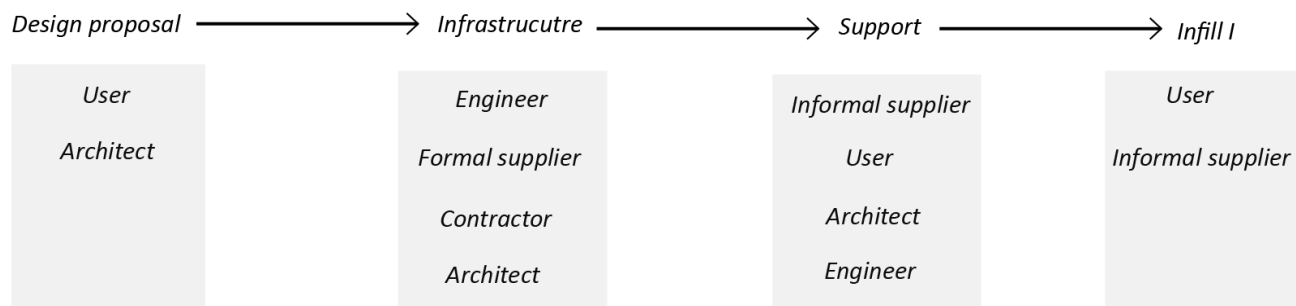 Design proposal
Infrastrucutre
Support
Infill I
User
Architect
Engineer
Formal supplier
Contractor
Architect
Informal supplier
User
Architect
Engineer
User
Informal supplier